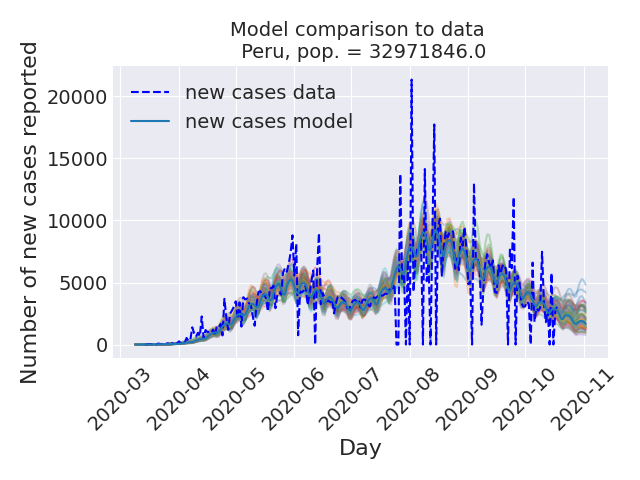 Model comparison to data
Peru, pop. = 32971846.0
Number of new cases reported
20000
15000
10000
5000
0
new cases data
new cases model
2020-03
2020-04
2020-05
2020-06
2020-07
2020-08
2020-09
2020-10
2020-11
Day